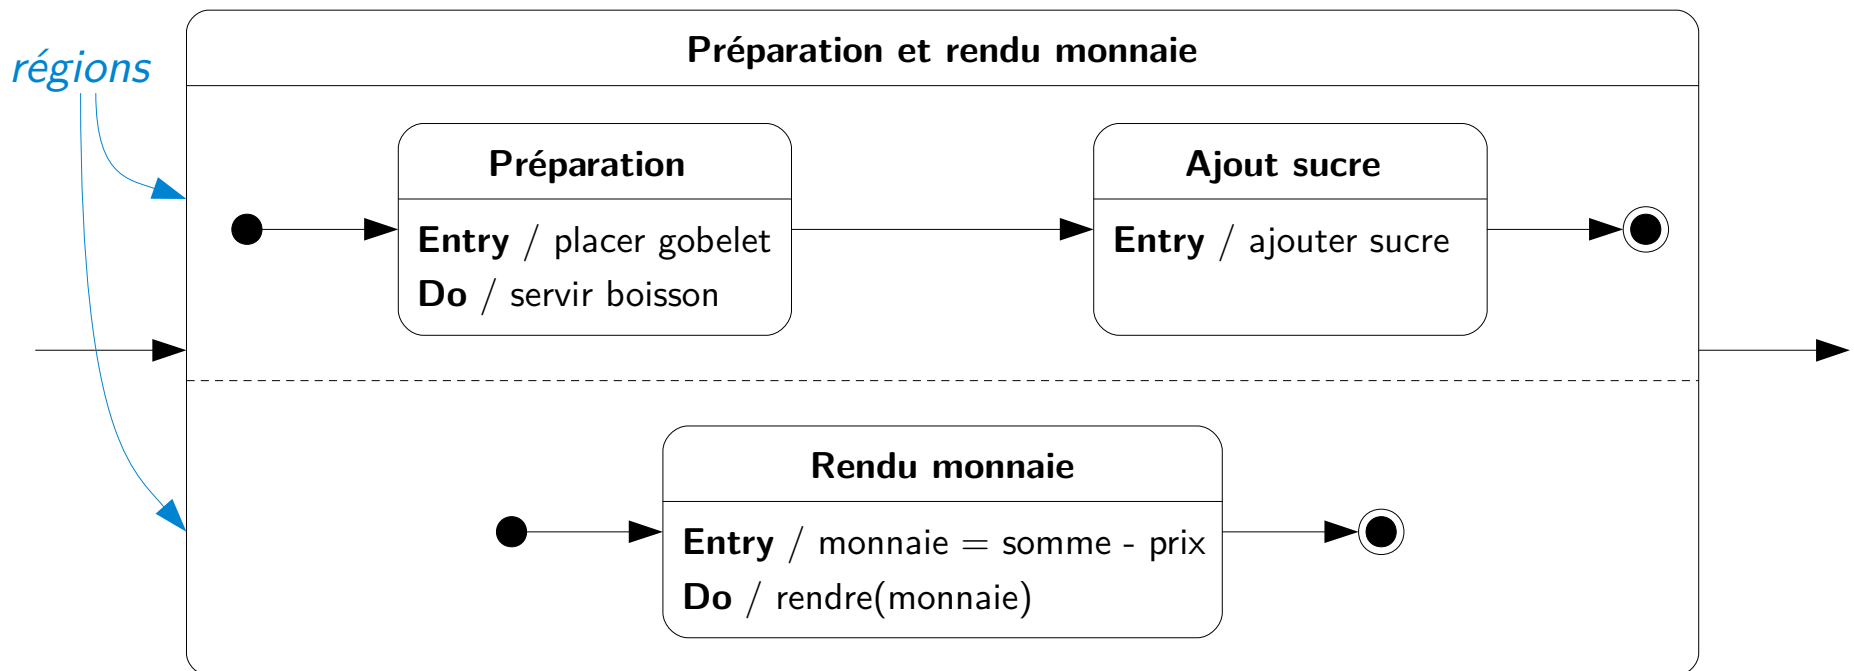 Préparation et rendu monnaie
régions
Préparation
Entry / placer gobelet
Do / servir boisson
Ajout sucre
Entry / ajouter sucre
Rendu monnaie
Entry / monnaie = somme - prix
Do / rendre(monnaie)